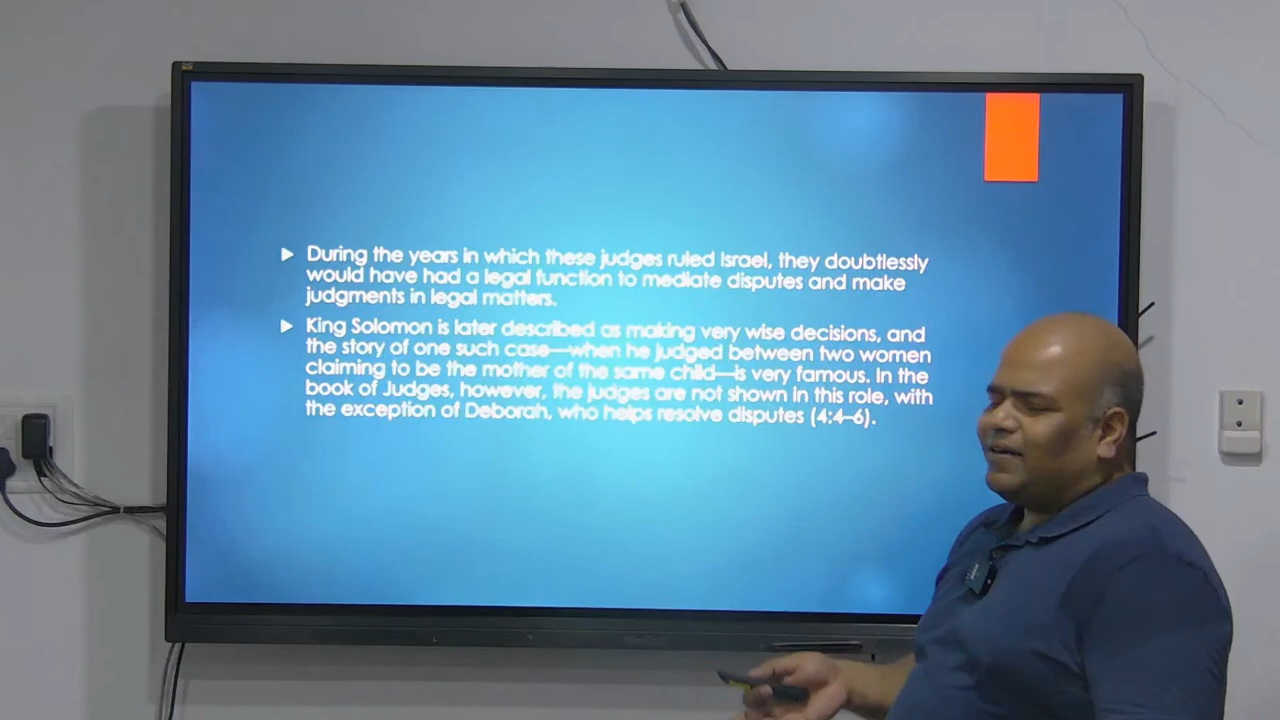 During the years in which these judges ruled Israel, they doubtlessly
would have had a legal function to mediate disputes and make
judgments in legal matters.
King Solomon is later described as making very wise decisions, and
the story of one such case—when he judged between two women
claiming to be the mother of the same child—is very famous. In the
book of Judges, however, the judges are not shown in this role, with
the exception of Deborah, who helps resolve disputes (4:4–6).